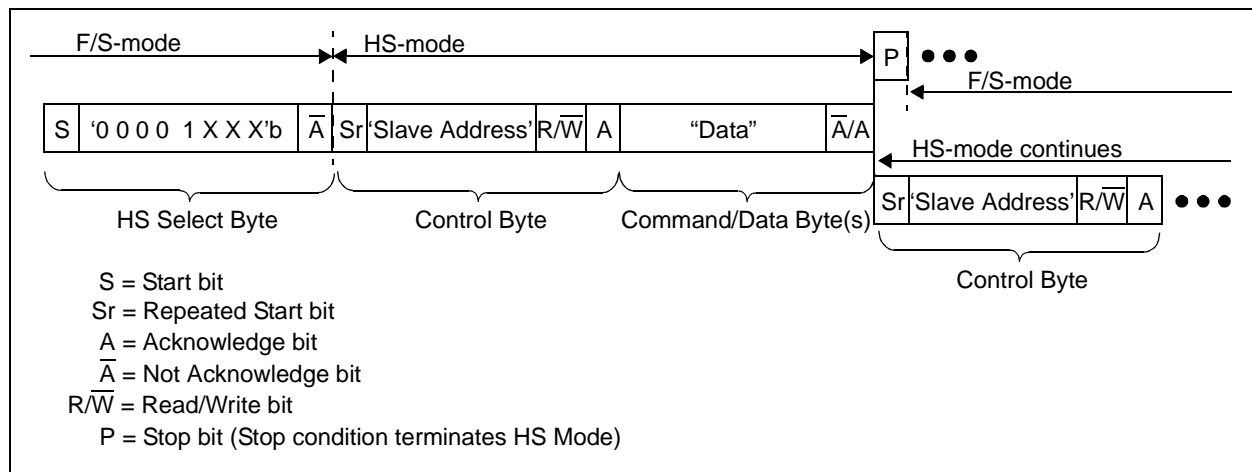 F/S-mode HS-mode
P
F/S-mode
S '0 0 0 0 1 X X X'b A̅ Sr 'Slave Address' R/W̅ A "Data" A̅/A
HS-mode continues
Sr 'Slave Address' R/W̅ A
HS Select Byte Control Byte Command/Data Byte(s)
Control Byte
S = Start bit
Sr = Repeated Start bit
A = Acknowledge bit
A̅ = Not Acknowledge bit
R/W̅ = Read/Write bit
P = Stop bit (Stop condition terminates HS Mode)